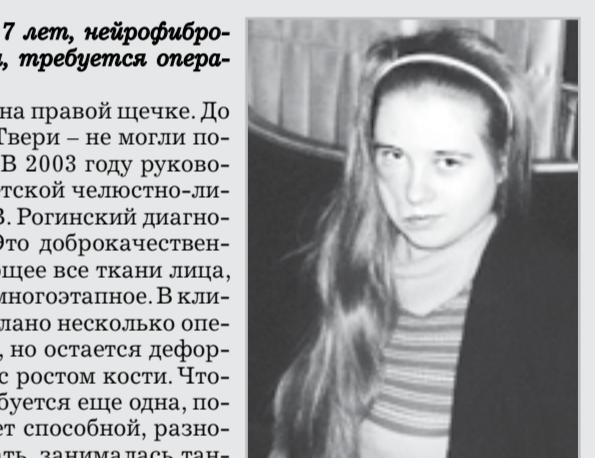 7 лет, нейрофибро-
, требуется опера-
на правой щечке. До
Твери – не могли по-
В 2003 году руково-
тской челюстно-ли-
В. Рогинский диагно-
Это доброкачествен-
щее все ткани лица,
многоэтапное. В кли-
лано несколько опе-
, но остается дефор-
с ростом кости. Что-
буется еще одна, по-
ет способной, разно-
ать, занималась тан-